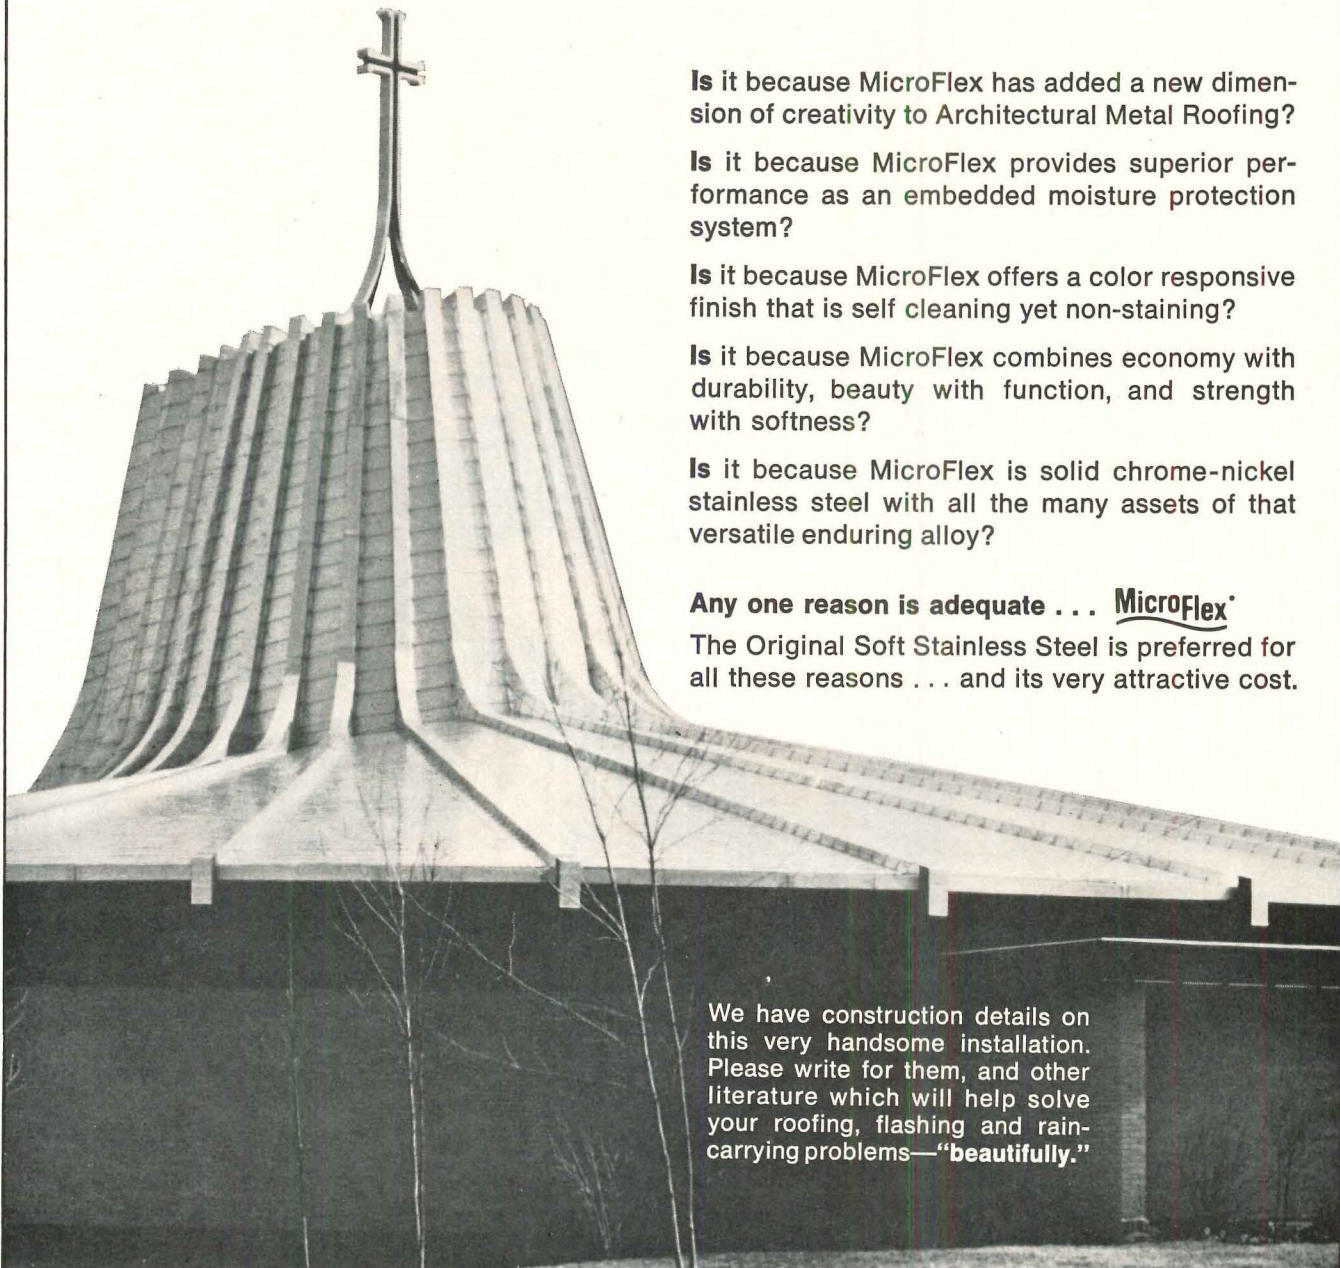 Is it because MicroFlex has added a new dimen-
sion of creativity to Architectural Metal Roofing?
Is it because MicroFlex provides superior per-
formance as an embedded moisture protection
system?
Is it because MicroFlex offers a color responsive
finish that is self cleaning yet non-staining?
Is it because MicroFlex combines economy with
durability, beauty with function, and strength
with softness?
Is it because MicroFlex is solid chrome-nickel
stainless steel with all the many assets of that
versatile enduring alloy?
Any one reason is adequate . . . MicroFlex
The Original Soft Stainless Steel is preferred for
all these reasons . . . and its very attractive cost.
We have construction details on
this very handsome installation.
Please write for them, and other
literature which will help solve
your roofing, flashing and rain-
carrying problems—“beautifully.”